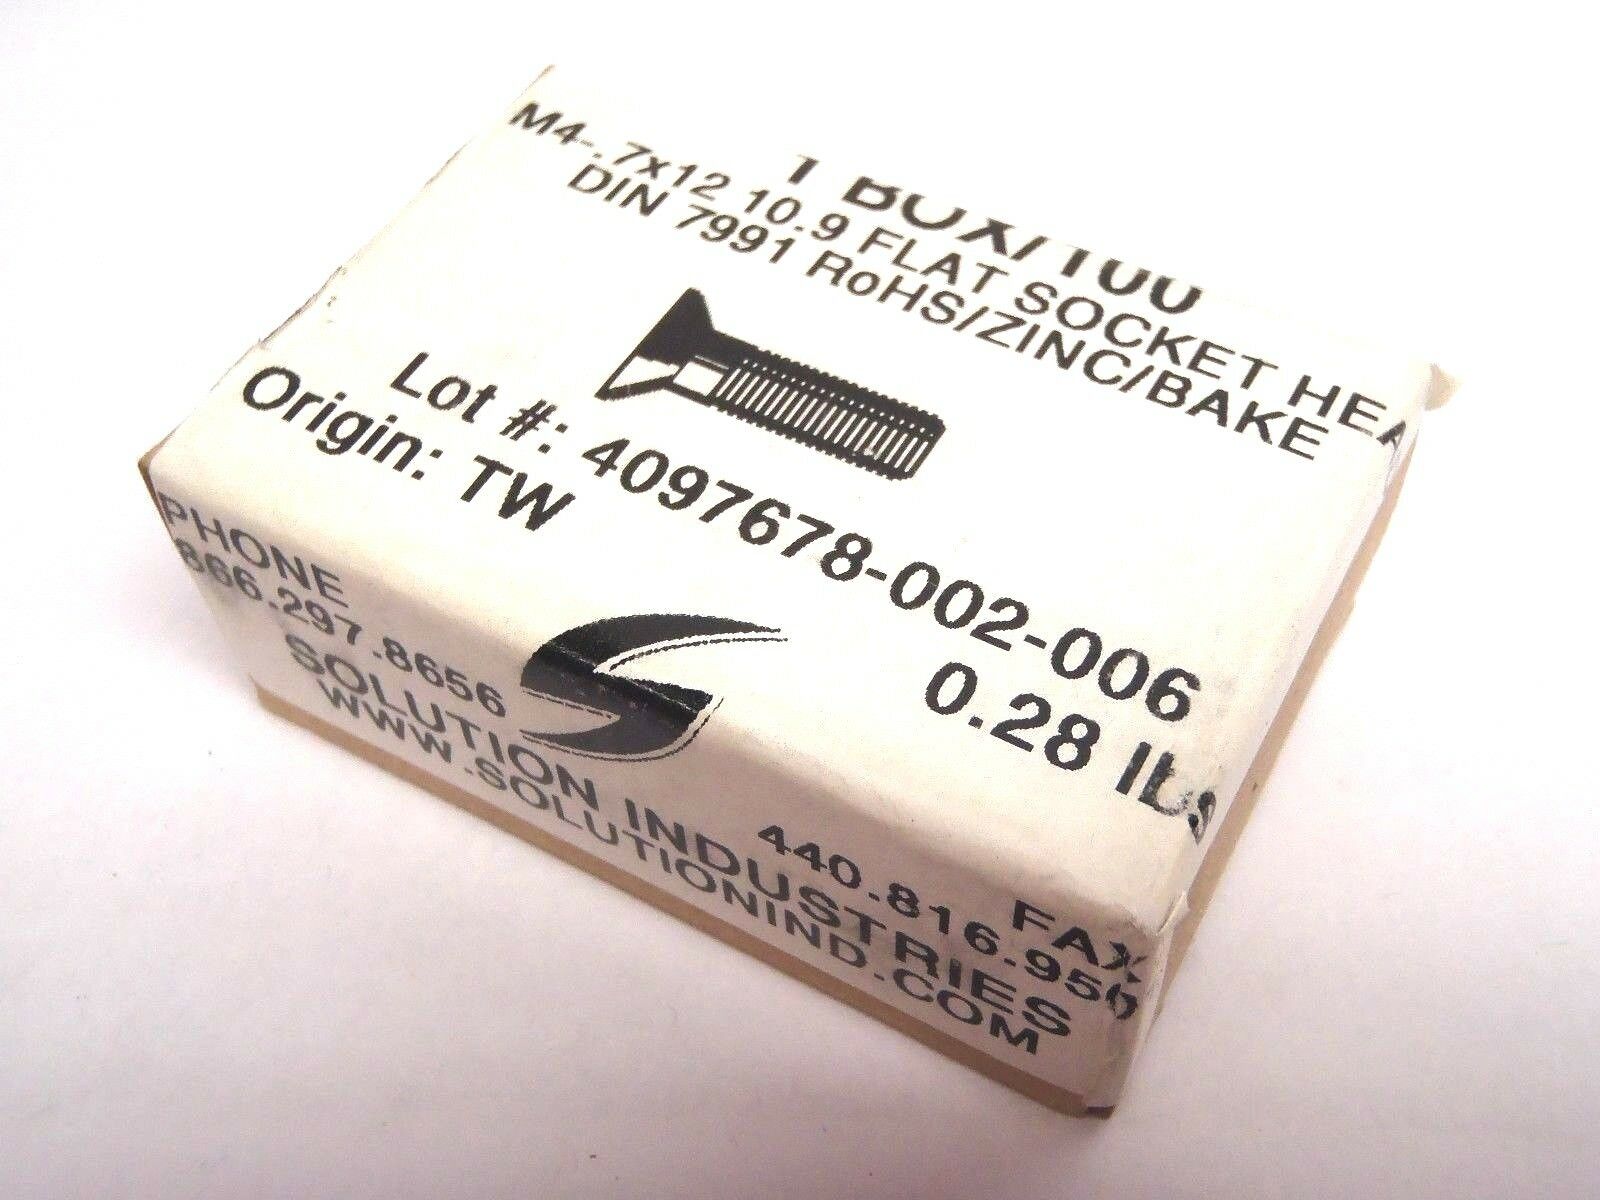 1 BOX/100
M4-.7x12 10.9 FLAT SOCKET HEA
DIN 7991 RoHS/ZINC/BAKE
Lot #: 4097678-002-006
Origin: TW
0.28 lbs
PHONE
866.297.8656
FAX
440.816.950
SOLUTION INDUSTRIES
WWW.SOLUTIONIND.COM